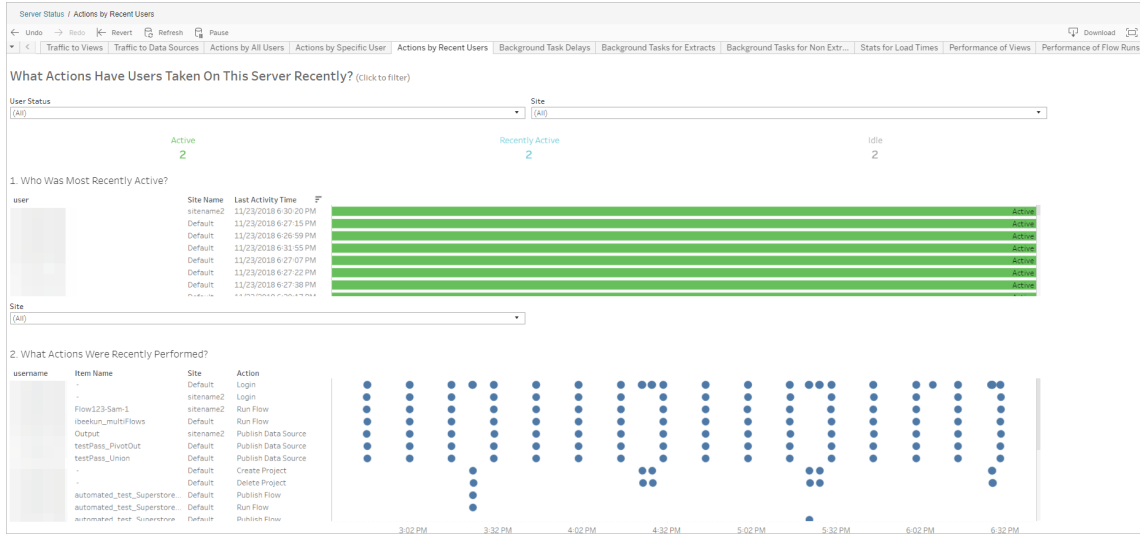 Server Status / Actions by Recent Users
← Undo → Redo Revert Refresh Pause Download
Traffic to Views Traffic to Data Sources Actions by All Users Actions by Specific User Actions by Recent Users Background Task Delays Background Tasks for Extracts Background Tasks for Non Extr... Stats for Load Times Performance of Views Performance of Flow Runs
What Actions Have Users Taken On This Server Recently? (Click to filter)
User Status Site
(All) (All)
Active Recently Active Idle
2 2 2
1. Who Was Most Recently Active?
user Site Name Last Activity Time
sitename2 11/23/2018 6:30:20 PM Active
Default 11/23/2018 6:27:15 PM Active
Default 11/23/2018 6:26:59 PM Active
Default 11/23/2018 6:31:55 PM Active
Default 11/23/2018 6:27:07 PM Active
Default 11/23/2018 6:27:22 PM Active
Default 11/23/2018 6:27:38 PM Active
Site
(All)
2. What Actions Were Recently Performed?
username Item Name Site Action
- Default Login
- sitename2 Login
Flow123-Sam-1 sitename2 Run Flow
ibeekun_multiFlows Default Run Flow
Output sitename2 Publish Data Source
testPass_PivotOut Default Publish Data Source
testPass_Union Default Publish Data Source
- Default Create Project
- Default Delete Project
automated_test_Superstore... Default Publish Flow
automated_test_Superstore... Default Run Flow
automated_test_Superstore... Default Publish Flow
3:02 PM 3:32 PM 4:02 PM 4:32 PM 5:02 PM 5:32 PM 6:02 PM 6:32 PM